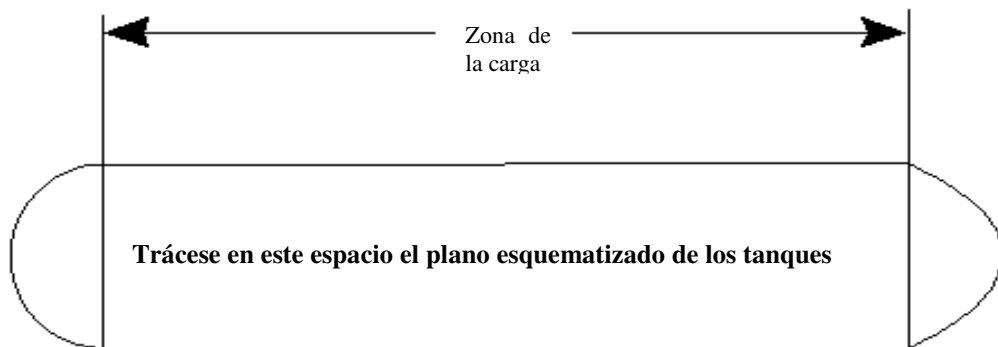 Zona de
la carga
Trácese en este espacio el plano esquematizado de los tanques